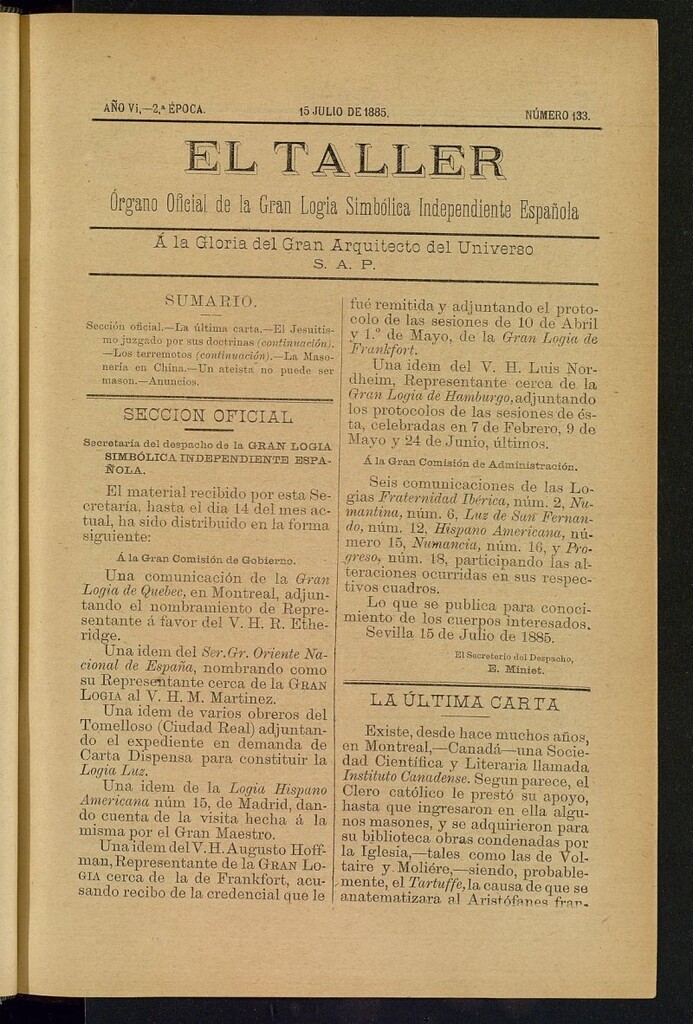 AÑO VI,—2.ª ÉPOCA.
15 JULIO DE 1885.
NÚMERO 133.
EL TALLER
Órgano Oficial de la Gran Logia Simbólica Independiente Española
Á la Gloria del Gran Arquitecto del Universo
S. A. P.
SUMARIO.
Sección oficial.—La última carta.—El Jesuitis-
mo juzgado por sus doctrinas (continuación).
—Los terremotos (continuación).—La Maso-
nería en China.—Un ateista no puede ser
mason.—Anuncios.
SECCION OFICIAL
Secretaría del despacho de la GRAN LOGIA
SIMBÓLICA INDEPENDIENTE ESPA-
ÑOLA.
El material recibido por esta Se-
cretaría, hasta el dia 14 del mes ac-
tual, ha sido distribuido en la forma
siguiente:
Á la Gran Comisión de Gobierno.
Una comunicación de la Gran
Logia de Quebec, en Montreal, adjun-
tando el nombramiento de Repre-
sentante á favor del V. H. R. Ethe-
ridge.
Una idem del Ser. Gr. Oriente Na-
cional de España, nombrando como
su Representante cerca de la GRAN
LOGIA al V. H. M. Martinez.
Una idem de varios obreros del
Tomelloso (Ciudad Real) adjuntan-
do el expediente en demanda de
Carta Dispensa para constituir la
Logia Luz.
Una idem de la Logia Hispano
Americana núm 15, de Madrid, dan-
do cuenta de la visita hecha á la
misma por el Gran Maestro.
Una idem del V. H. Augusto Hoff-
man, Representante de la GRAN LO-
GIA cerca de la de Frankfort, acu-
sando recibo de la credencial que le
fué remitida y adjuntando el proto-
colo de las sesiones de 10 de Abril
y 1.º de Mayo, de la Gran Logia de
Frankfort.
Una idem del V. H. Luis Nor-
dheim, Representante cerca de la
Gran Logia de Hamburgo, adjuntando
los protocolos de las sesiones de és-
ta, celebradas en 7 de Febrero, 9 de
Mayo y 24 de Junio, últimos.
Á la Gran Comisión de Administración.
Seis comunicaciones de las Lo-
gias Fraternidad Ibérica, núm. 2, Nu-
mantina, núm. 6, Luz de San Fernan-
do, núm. 12, Hispano Americana, nú-
mero 15, Numancia, núm. 16, y Pro-
greso, núm. 18, participando las al-
teraciones ocurridas en sus respec-
tivos cuadros.
Lo que se publica para conoci-
miento de los cuerpos interesados.
Sevilla 15 de Julio de 1885.
El Secretario del Despacho,
E. Miniet.
LA ÚLTIMA CARTA
Existe, desde hace muchos años,
en Montreal,—Canadá—una Socie-
dad Científica y Literaria llamada
Instituto Canadense. Segun parece, el
Clero católico le prestó su apoyo,
hasta que ingresaron en ella algu-
nos masones, y se adquirieron para
su biblioteca obras condenadas por
la Iglesia,—tales como las de Vol-
taire y Moliére,—siendo, probable-
mente, el Tartuffe, la causa de que se
anatematizara al Aristófanes fran-